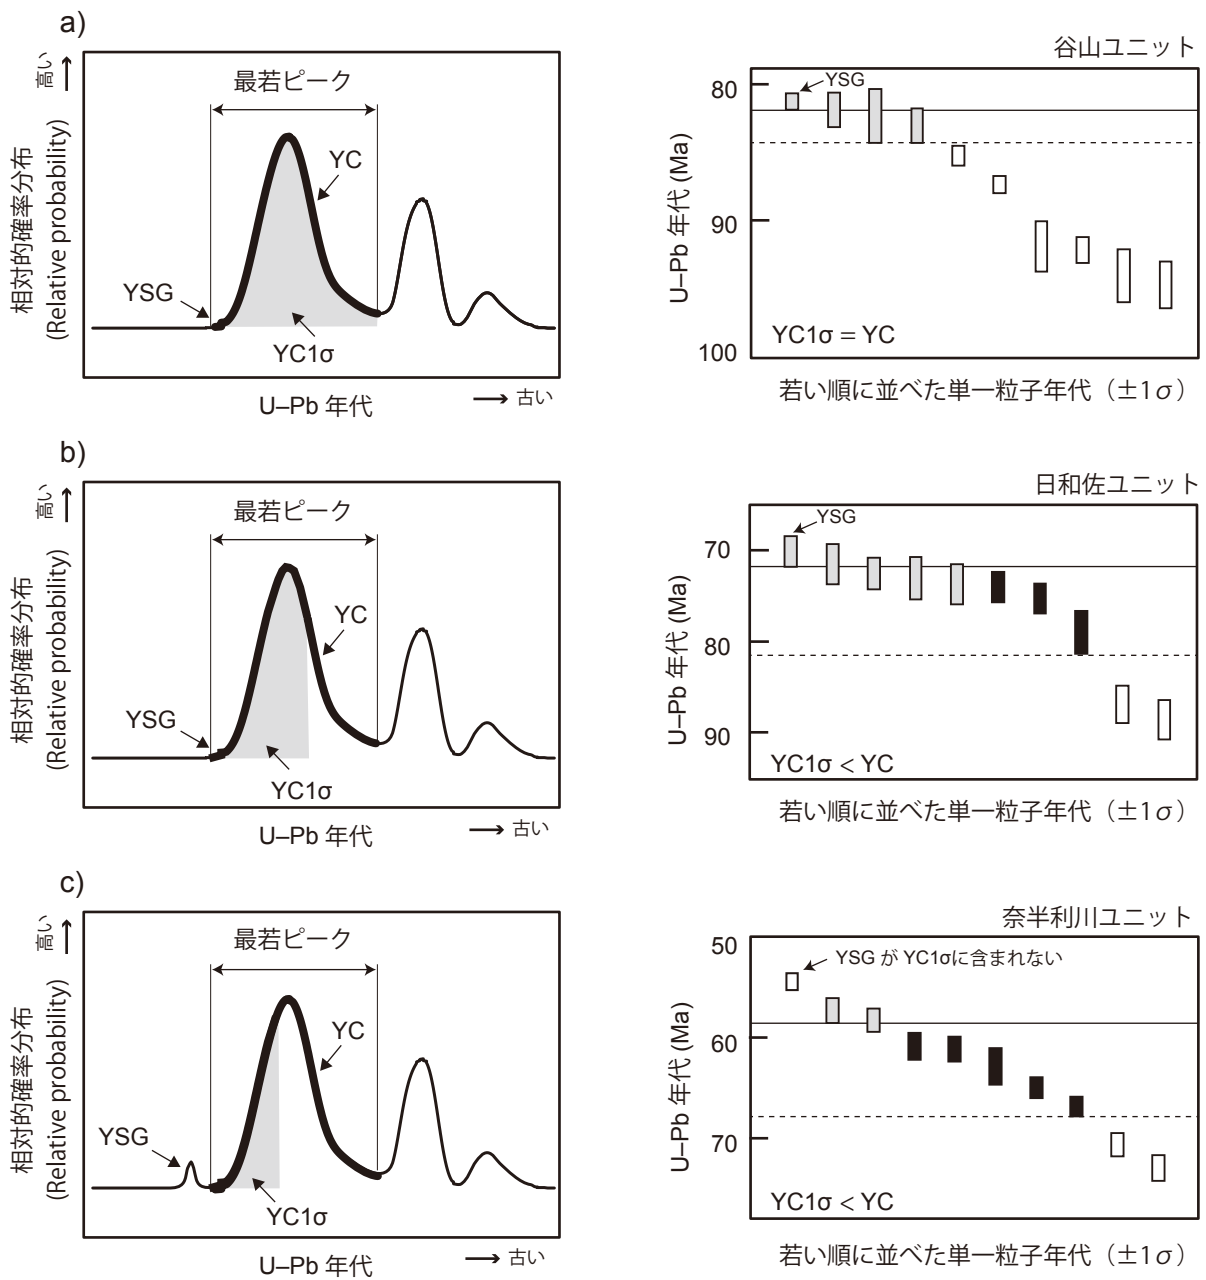 a)
高い
最若ピーク
YC
YSG
YC1σ
相対的確率分布
(Relative probability)
U–Pb 年代
古い
谷山ユニット
YSG
80
90
100
U–Pb 年代 (Ma)
YC1σ = YC
若い順に並べた単一粒子年代（±1σ）
b)
高い
最若ピーク
YC
YSG
YC1σ
相対的確率分布
(Relative probability)
U–Pb 年代
古い
日和佐ユニット
YSG
70
80
90
U–Pb 年代 (Ma)
YC1σ < YC
若い順に並べた単一粒子年代（±1σ）
c)
高い
最若ピーク
YC
YSG
YC1σ
相対的確率分布
(Relative probability)
U–Pb 年代
古い
奈半利川ユニット
YSG が YC1σに含まれない
50
60
70
U–Pb 年代 (Ma)
YC1σ < YC
若い順に並べた単一粒子年代（±1σ）